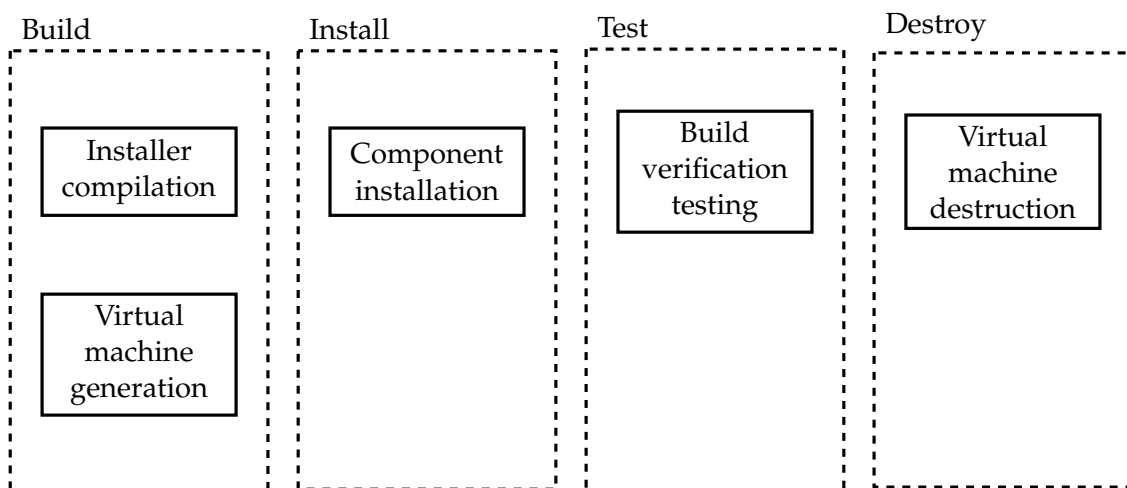 Build
Installer
compilation
Virtual
machine
generation
Install
Component
installation
Test
Build
verification
testing
Destroy
Virtual
machine
destruction